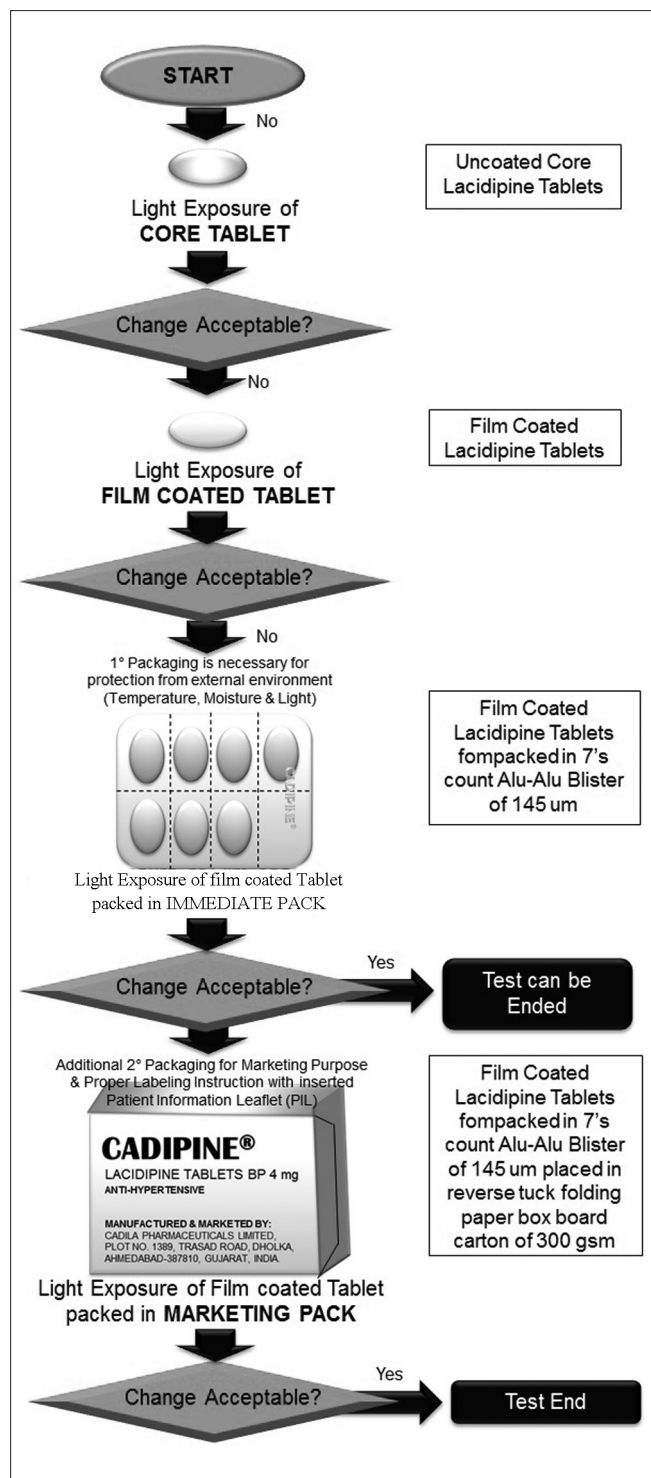 START
No
Uncoated Core
Lacidipine Tablets
Light Exposure of
CORE TABLET
Change Acceptable?
No
Film Coated
Lacidipine Tablets
Light Exposure of
FILM COATED TABLET
Change Acceptable?
No
1° Packaging is necessary for
protection from external environment
(Temperature, Moisture & Light)
Film Coated
Lacidipine Tablets
fompacked in 7's
count Alu-Alu Blister
of 145 um
Light Exposure of film coated Tablet
packed in IMMEDIATE PACK
Change Acceptable?
Yes
Test can be
Ended
Additional 2° Packaging for Marketing Purpose
& Proper Labeling Instruction with inserted
Patient Information Leaflet (PIL)
CADIPINE®
LACIDIPINE TABLETS BP 4 mg
ANTI-HYPERTENSIVE
MANUFACTURED & MARKETED BY:
CADILA PHARMACEUTICALS LIMITED,
PLOT NO. 1389, TRASAD ROAD, DHOLKA,
AHMEDABAD-387810, GUJARAT, INDIA.
Film Coated
Lacidipine Tablets
fompacked in 7's
count Alu-Alu Blister
of 145 um placed in
reverse tuck folding
paper box board
carton of 300 gsm
Light Exposure of Film coated Tablet
packed in MARKETING PACK
Change Acceptable?
Yes
Test End